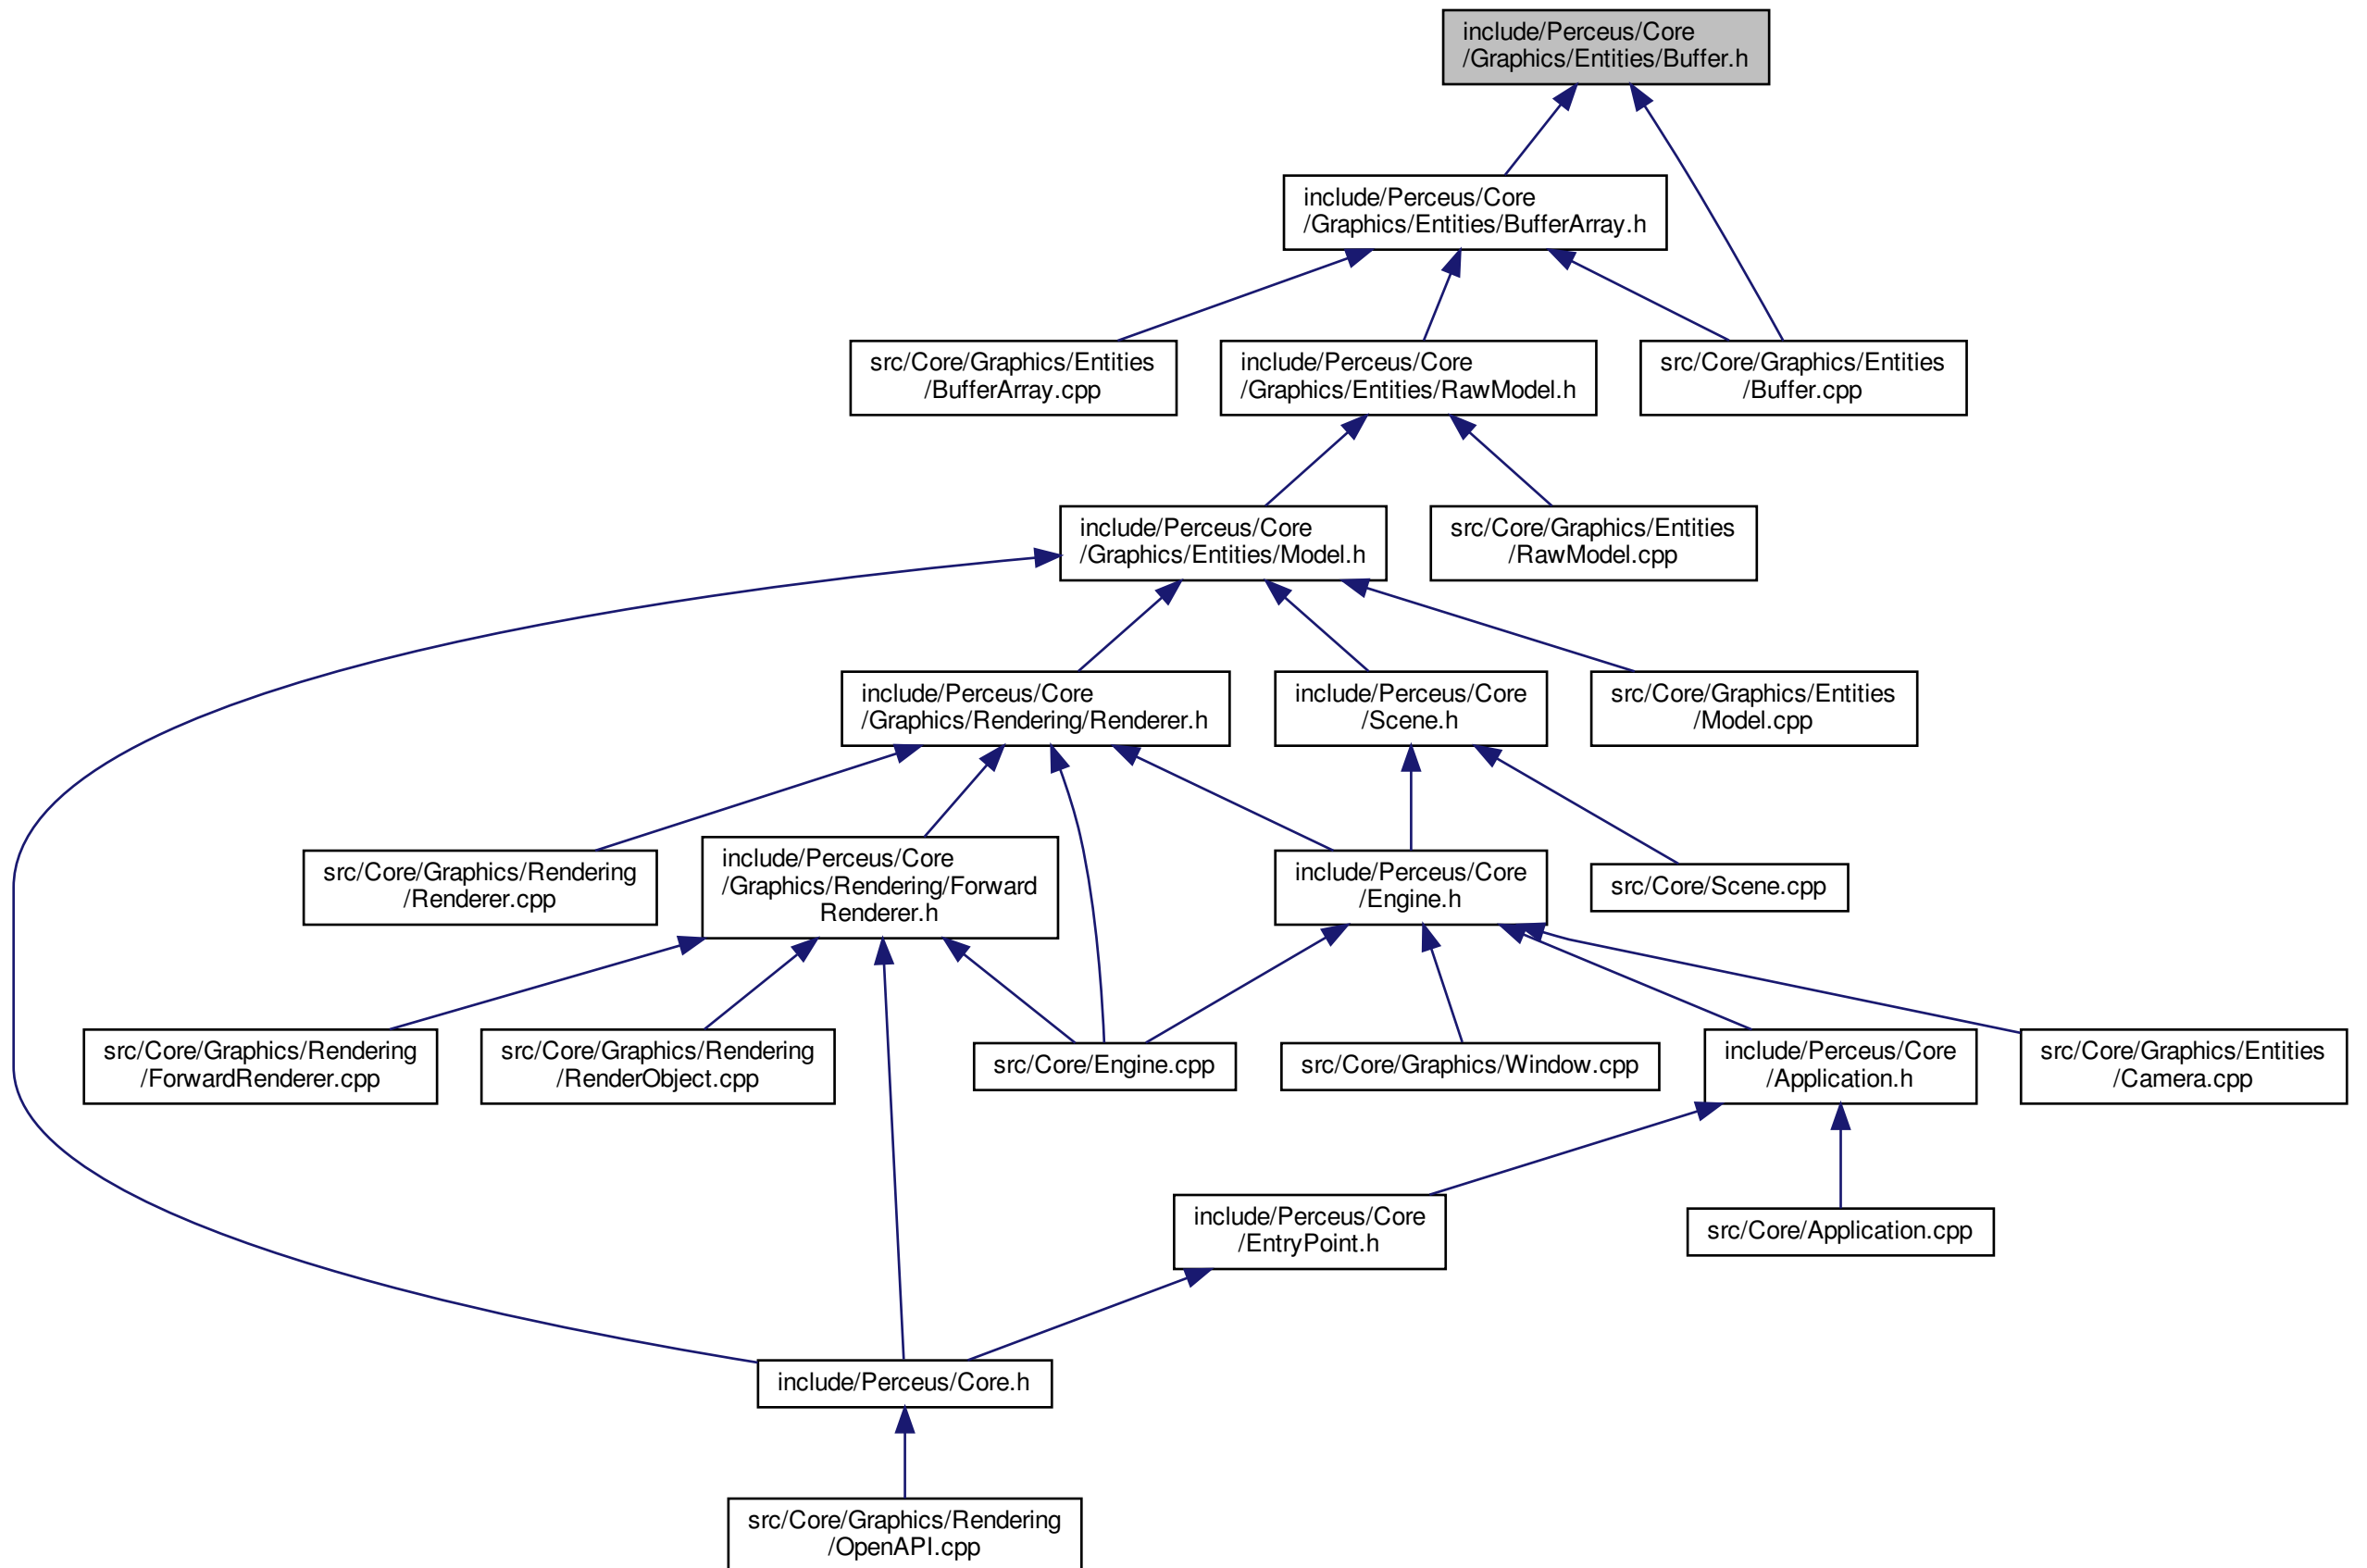 include/Perceus/Core
/Graphics/Entities/Buffer.h
include/Perceus/Core
/Graphics/Entities/BufferArray.h
src/Core/Graphics/Entities
/BufferArray.cpp
include/Perceus/Core
/Graphics/Entities/RawModel.h
src/Core/Graphics/Entities
/Buffer.cpp
include/Perceus/Core
/Graphics/Entities/Model.h
src/Core/Graphics/Entities
/RawModel.cpp
include/Perceus/Core
/Graphics/Rendering/Renderer.h
include/Perceus/Core
/Scene.h
src/Core/Graphics/Entities
/Model.cpp
src/Core/Graphics/Rendering
/Renderer.cpp
include/Perceus/Core
/Graphics/Rendering/Forward
Renderer.h
include/Perceus/Core
/Engine.h
src/Core/Scene.cpp
src/Core/Graphics/Rendering
/ForwardRenderer.cpp
src/Core/Graphics/Rendering
/RenderObject.cpp
src/Core/Engine.cpp
src/Core/Graphics/Window.cpp
include/Perceus/Core
/Application.h
src/Core/Graphics/Entities
/Camera.cpp
include/Perceus/Core
/EntryPoint.h
src/Core/Application.cpp
include/Perceus/Core.h
src/Core/Graphics/Rendering
/OpenAPI.cpp